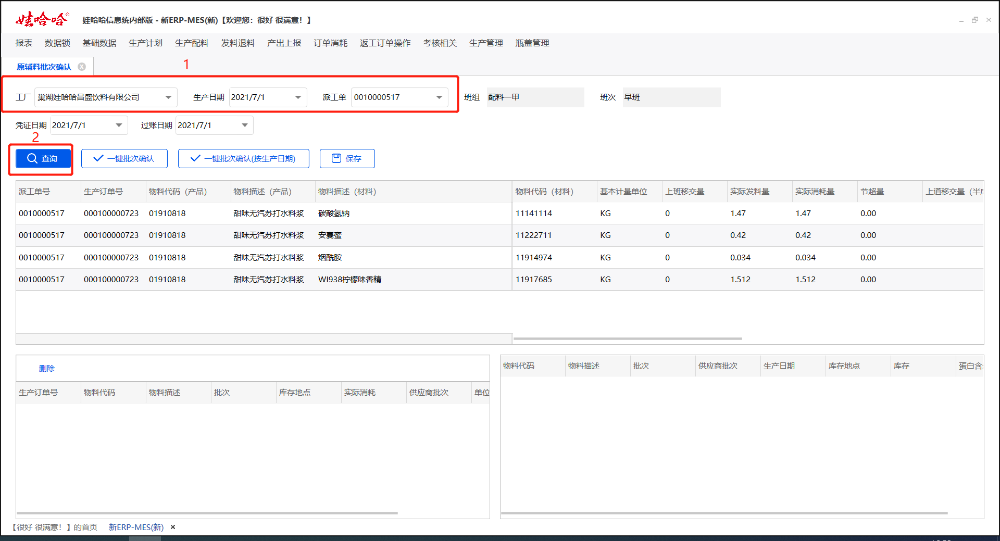 娃哈哈®
娃哈哈信息统内部版 - 新ERP-MES(新)【欢迎您：很好 很满意！】
报表 数据锁 基础数据 生产计划 生产配料 发料退料 产出上报 订单消耗 返工订单操作 考核相关 生产管理 瓶盖管理
原辅料批次确认
1
工厂 巢湖娃哈哈昌盛饮料有限公司 生产日期 2021/7/1 派工单 0010000517 班组 配料一甲 班次 早班
凭证日期 2021/7/1 过账日期 2021/7/1
2
查询 一键批次确认 一键批次确认(按生产日期) 保存
派工单号 生产订单号 物料代码（产品） 物料描述（产品） 物料描述（材料） 物料代码（材料） 基本计量单位 上班移交量 实际发料量 实际消耗量 节超量 上道移交量（半
0010000517 000100000723 01910818 甜味无汽苏打水料浆 碳酸氢钠 11141114 KG 0 1.47 1.47 0.00
0010000517 000100000723 01910818 甜味无汽苏打水料浆 安赛蜜 11222711 KG 0 0.42 0.42 0.00
0010000517 000100000723 01910818 甜味无汽苏打水料浆 烟酰胺 11914974 KG 0 0.034 0.034 0.00
0010000517 000100000723 01910818 甜味无汽苏打水料浆 WI938柠檬味香精 11917685 KG 0 1.512 1.512 0.00
删除
生产订单号 物料代码 物料描述 批次 库存地点 实际消耗 供应商批次 单位
物料代码 物料描述 批次 供应商批次 生产日期 库存地点 库存 蛋白含
【很好 很满意！】的首页 新ERP-MES(新) ×